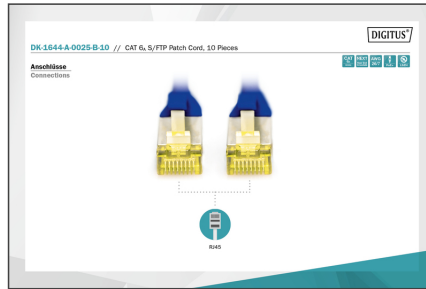 DIGITUS®
DK-1644-A-0025-B-10 // CAT 6A S/FTP Patch Cord, 10 Pieces
Anschlüsse
Connections
RJ45